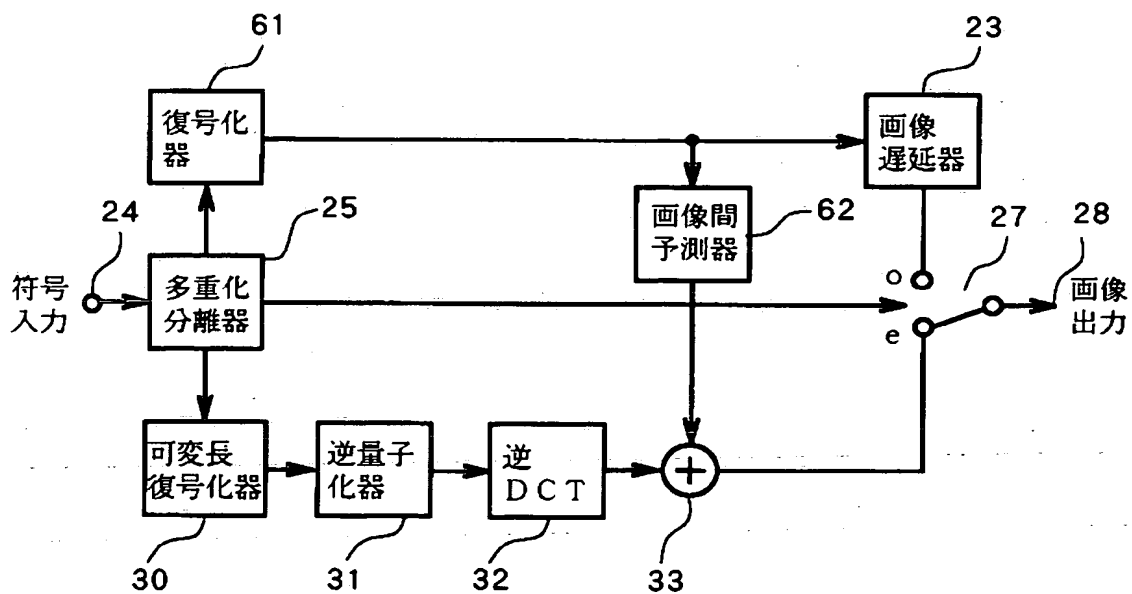 61
23
復号化
器
画像
遅延器
24
25
画像間
予測器
62
27
28
符号
入力
多重化
分離器
o
e
画像
出力
可変長
復号化器
逆量子
化器
逆
DCT
+
30
31
32
33